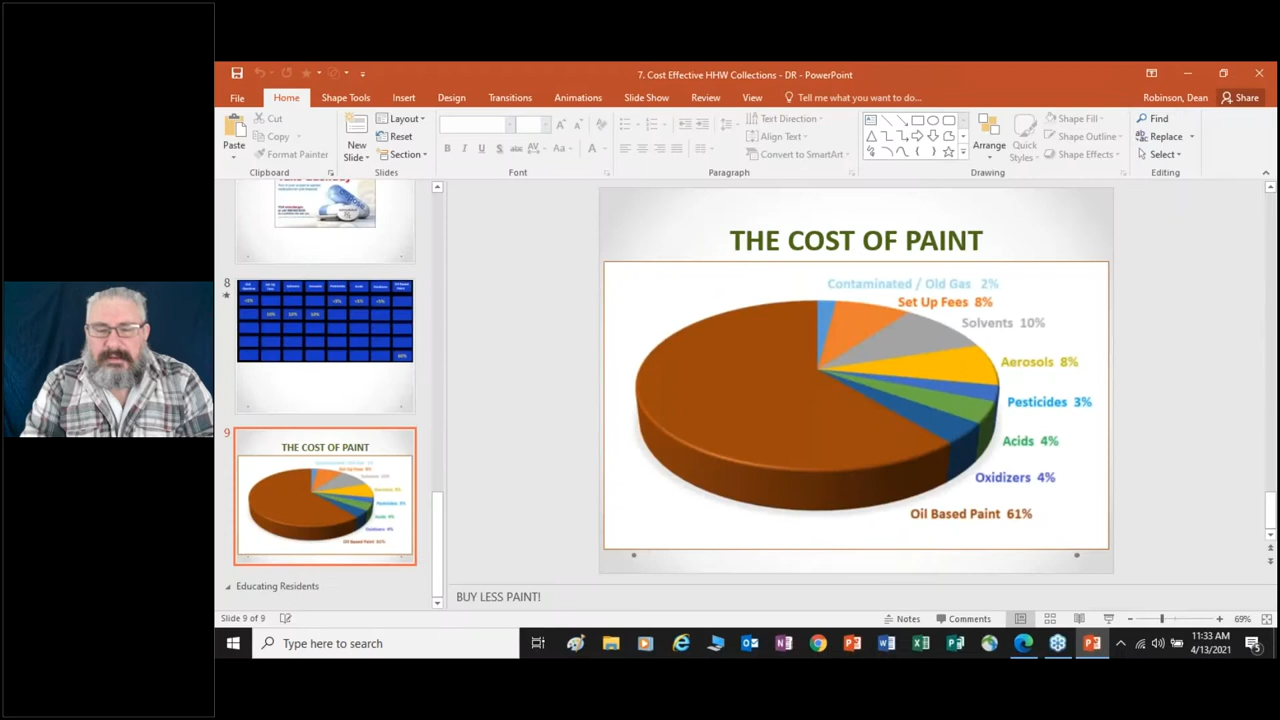 7. Cost Effective HHW Collections - DR - PowerPoint
File
Home
Shape Tools
Insert
Design
Transitions
Animations
Slide Show
Review
View
Tell me what you want to do...
Robinson, Dean
Share
Paste
Cut
Copy
Format Painter
Clipboard
New Slide
Layout
Reset
Section
Slides
Font
Text Direction
Align Text
Convert to SmartArt
Paragraph
Arrange
Quick Styles
Shape Fill
Shape Outline
Shape Effects
Drawing
Find
Replace
Select
Editing
8
9
THE COST OF PAINT
Oil Based Paint 61%
Educating Residents
THE COST OF PAINT
Contaminated / Old Gas 2%
Set Up Fees 8%
Solvents 10%
Aerosols 8%
Pesticides 3%
Acids 4%
Oxidizers 4%
Oil Based Paint 61%
BUY LESS PAINT!
Slide 9 of 9
Notes
Comments
69%
Type here to search
11:33 AM
4/13/2021
5